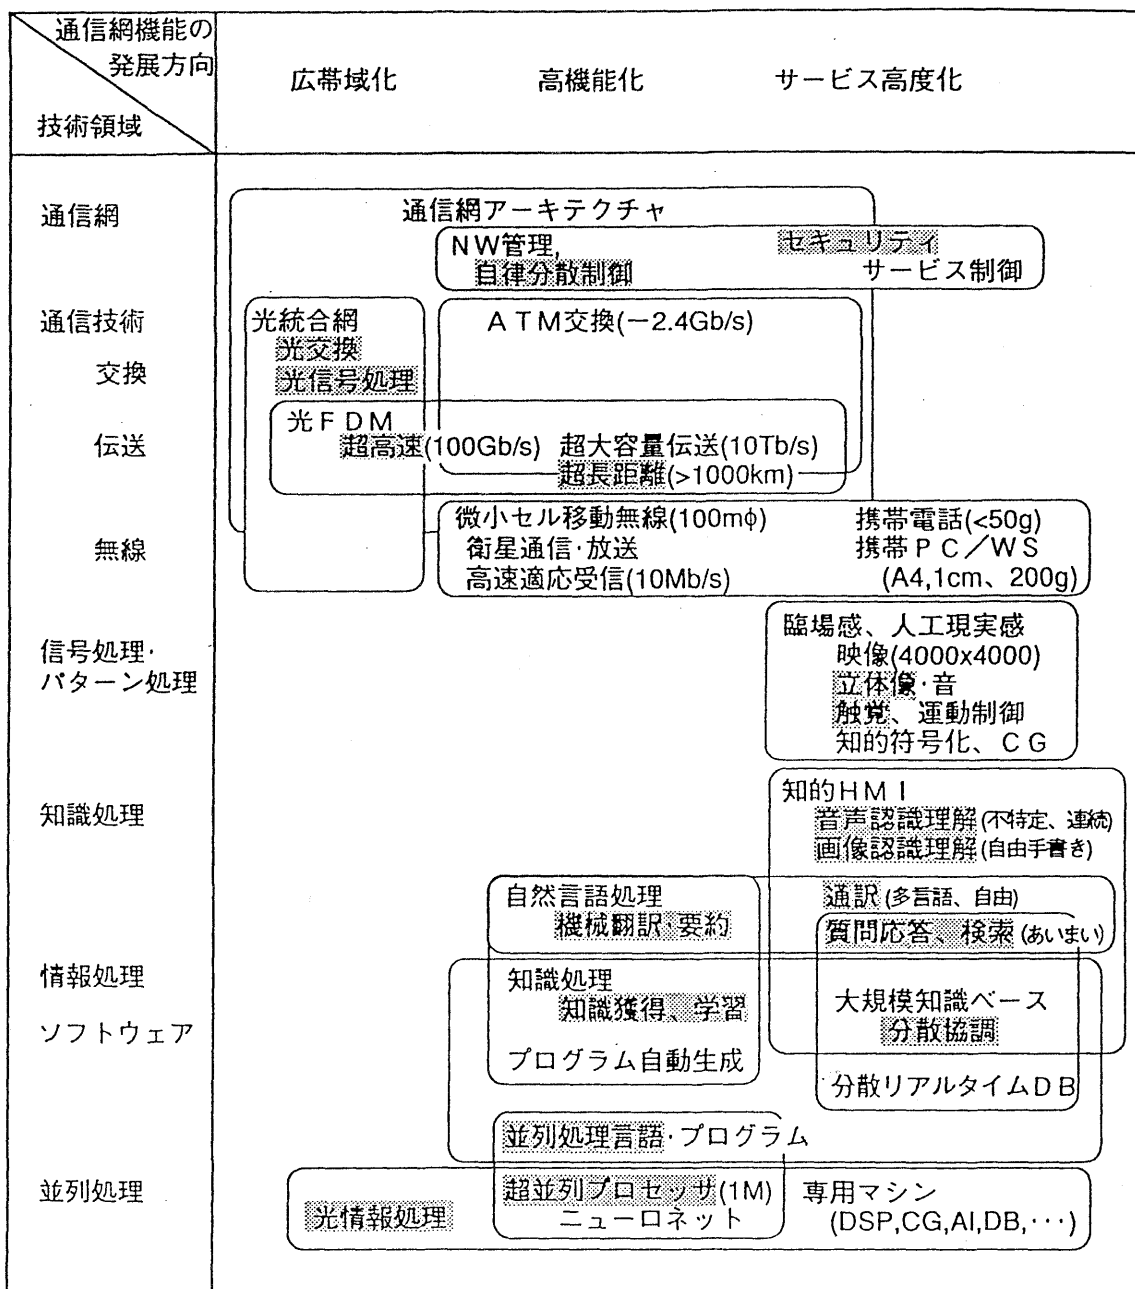 通信網機能の
発展方向
技術領域
広帯域化
高機能化
サービス高度化
通信網
通信網アーキテクチャ
NW管理,
自律分散制御
セキュリティ
サービス制御
通信技術
光統合網
ATM交換(−2.4Gb/s)
光交換
交換
光信号処理
光FDM
伝送
超高速(100Gb/s)
超大容量伝送(10Tb/s)
超長距離(>1000km)
無線
微小セル移動無線(100mφ)
衛星通信·放送
高速適応受信(10Mb/s)
携帯電話(<50g)
携帯PC／WS
(A4,1cm、200g)
信号処理·
パターン処理
臨場感、人工現実感
映像(4000x4000)
立体像·音
触覚、運動制御
知的符号化、CG
知識処理
知的HMI
音声認識理解(不特定、連続)
画像認識理解(自由手書き)
自然言語処理
機械翻訳·要約
通訳(多言語、自由)
質問応答、検索(あいまい)
情報処理
ソフトウェア
知識処理
知識獲得、学習
プログラム自動生成
大規模知識ベース
分散協調
分散リアルタイムDB
並列処理言語·プログラム
並列処理
光情報処理
超並列プロセッサ(1M)
ニューロネット
専用マシン
(DSP,CG,AI,DB,···)